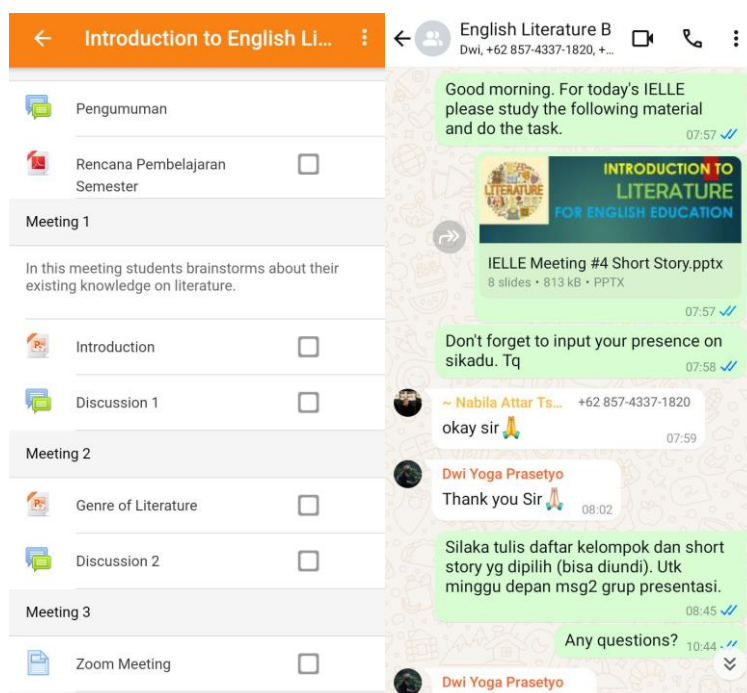 Introduction to English Li...
Pengumuman
Rencana Pembelajaran
Semester
Meeting 1
In this meeting students brainstorms about their
existing knowledge on literature.
Introduction
Discussion 1
Meeting 2
Genre of Literature
Discussion 2
Meeting 3
Zoom Meeting
English Literature B
Dwi, +62 857-4337-1820, +...
Good morning. For today's IELLE
please study the following material
and do the task.
07:57
LITERATURE
INTRODUCTION TO
LITERATURE
FOR ENGLISH EDUCATION
IELLE Meeting #4 Short Story.pptx
8 slides • 813 kB • PPTX
07:57
Don't forget to input your presence on
sikadu. Tq
07:58
~ Nabila Attar Ts... +62 857-4337-1820
okay sir🙏
07:59
Dwi Yoga Prasetyo
Thank you Sir🙏🏻
08:02
Silaka tulis daftar kelompok dan short
story yg dipilih (bisa diundi). Utk
minggu depan msg2 grup presentasi.
08:45
Any questions? 10:44
Dwi Yoga Prasetyo